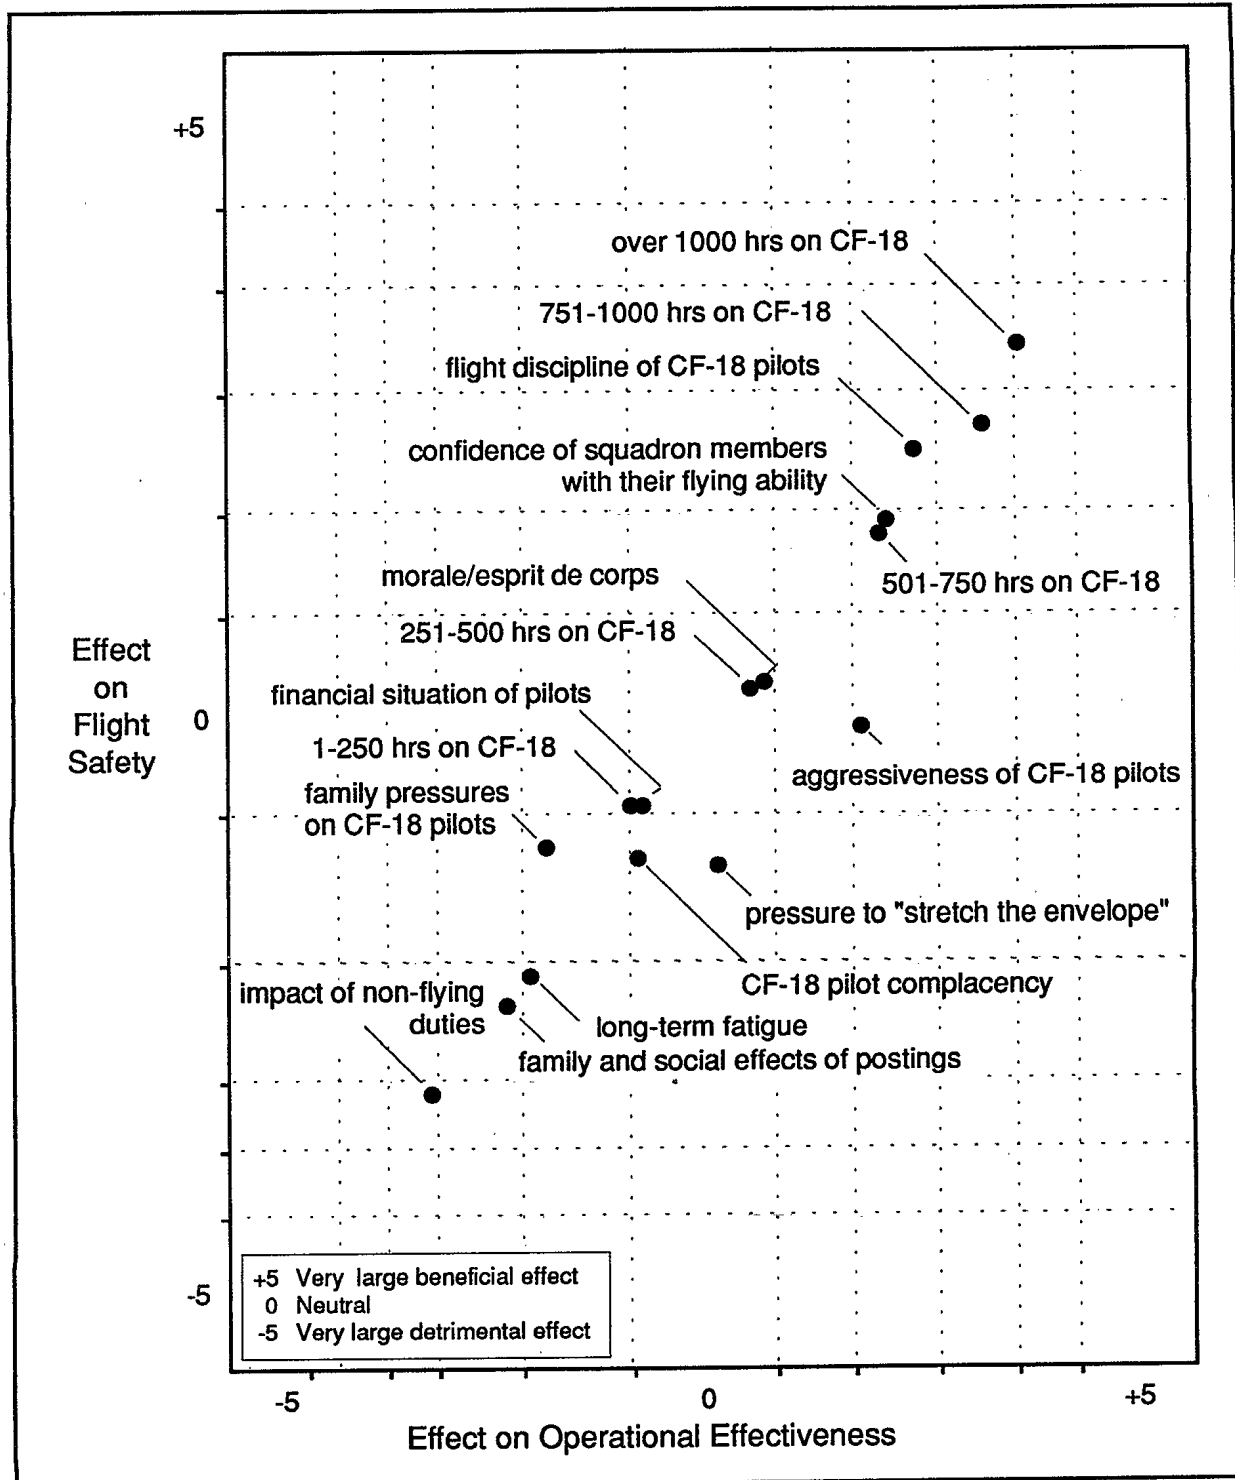 +5
over 1000 hrs on CF-18
751-1000 hrs on CF-18
flight discipline of CF-18 pilots
confidence of squadron members
with their flying ability
501-750 hrs on CF-18
morale/esprit de corps
251-500 hrs on CF-18
Effect
on
Flight
Safety
0
financial situation of pilots
1-250 hrs on CF-18
aggressiveness of CF-18 pilots
family pressures
on CF-18 pilots
pressure to "stretch the envelope"
CF-18 pilot complacency
impact of non-flying
duties
long-term fatigue
family and social effects of postings
-5
+5 Very large beneficial effect
0 Neutral
-5 Very large detrimental effect
-5 0 +5
Effect on Operational Effectiveness